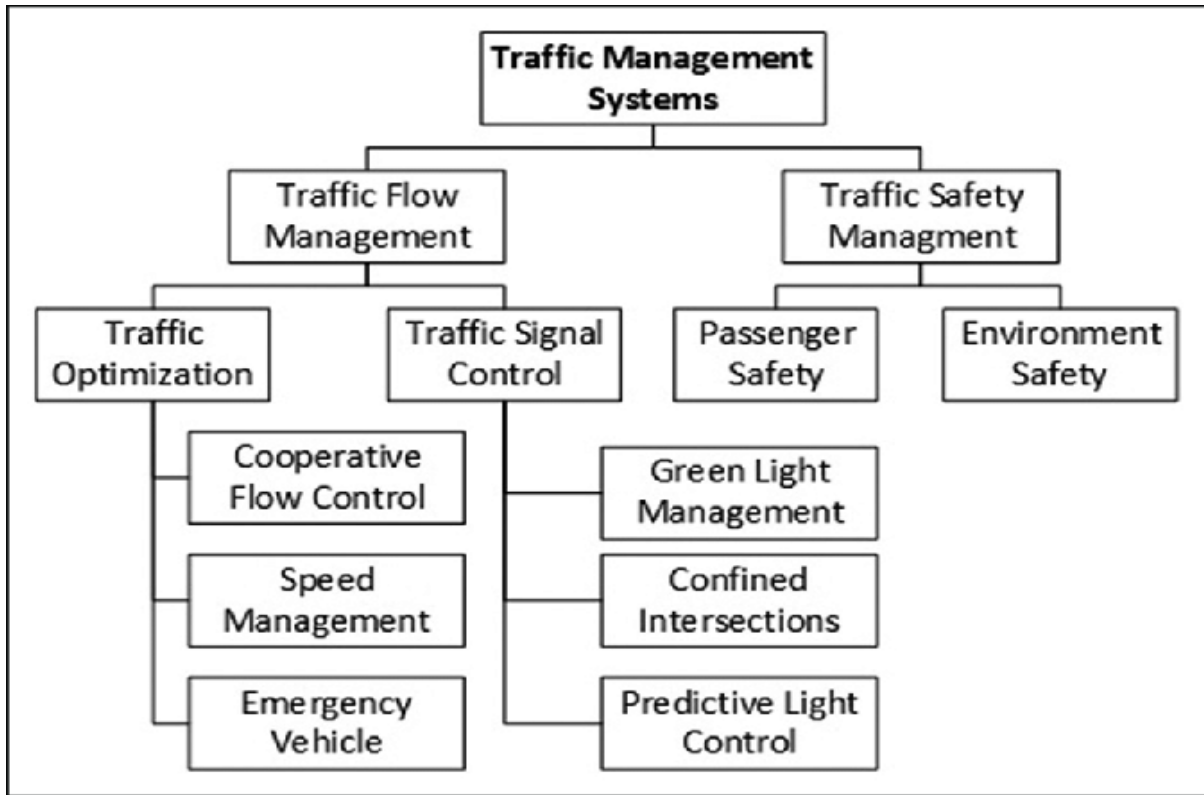 Traffic Management
Systems
Traffic Flow
Management
Traffic Safety
Managment
Traffic
Optimization
Traffic Signal
Control
Passenger
Safety
Environment
Safety
Cooperative
Flow Control
Speed
Management
Emergency
Vehicle
Green Light
Management
Confined
Intersections
Predictive Light
Control